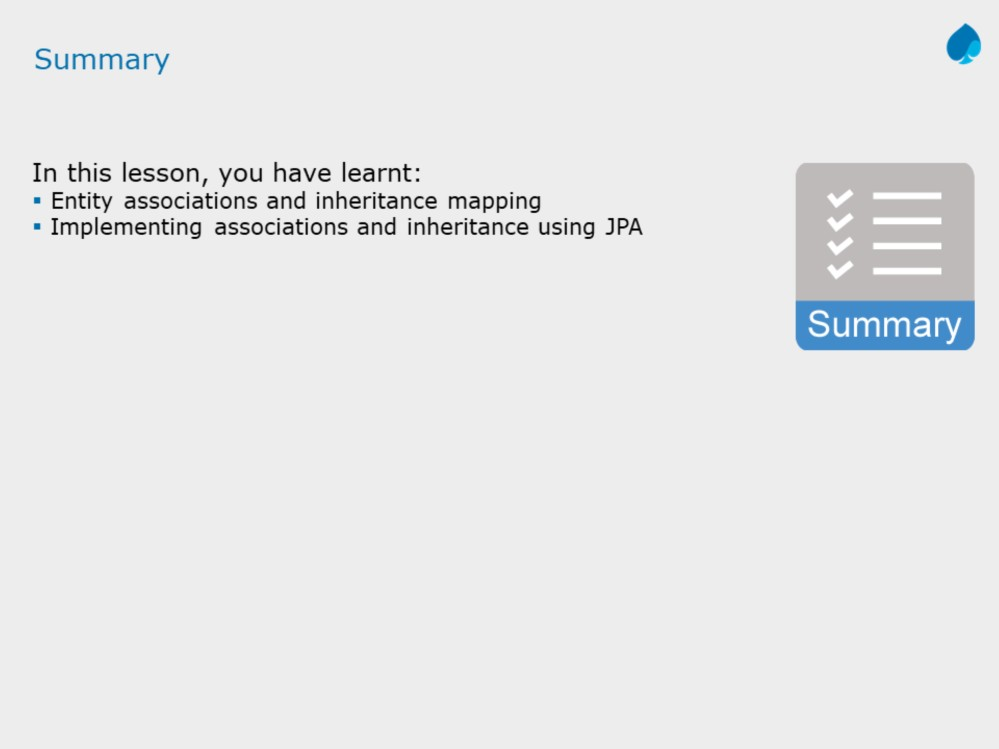 Summary
In this lesson, you have learnt:
Entity associations and inheritance mapping
Implementing associations and inheritance using JPA
Summary